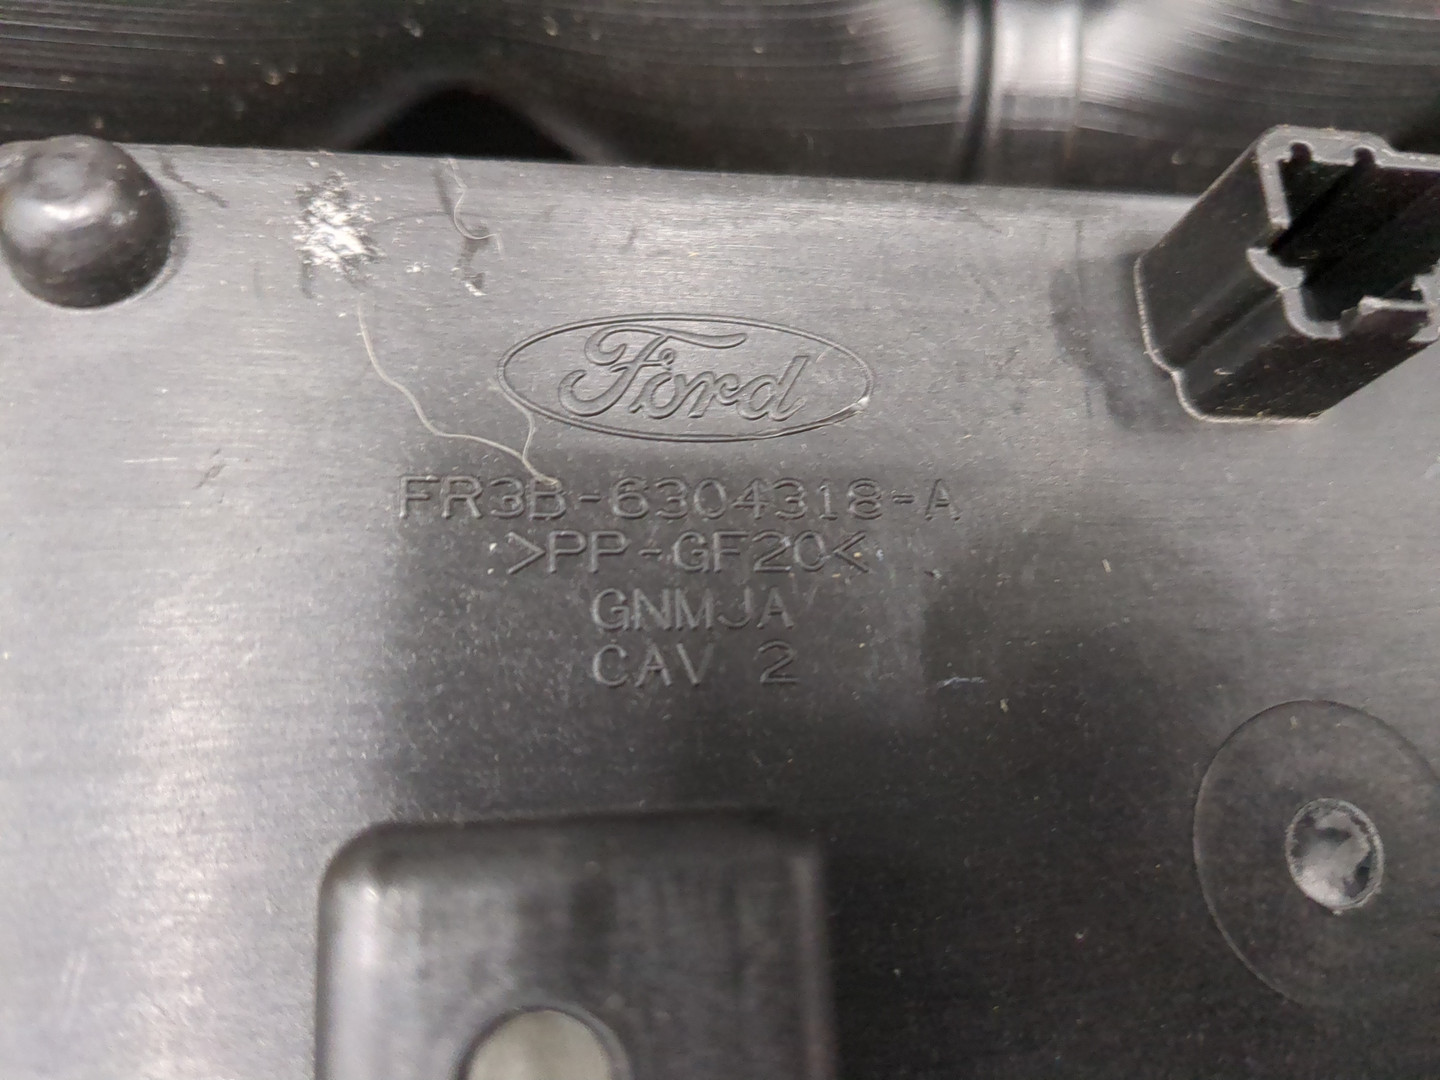 Ford
FR3B-6304318-A
>PP-GF20<
GNMJA
CAV 2